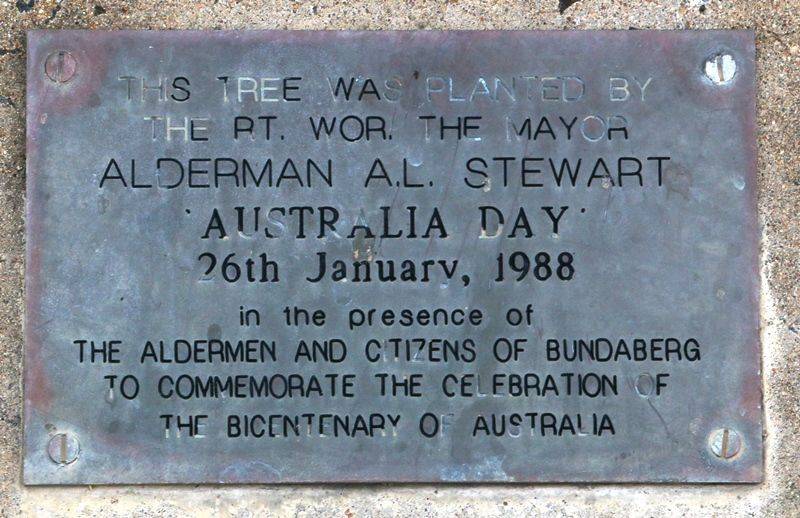 THIS TREE WAS PLANTED BY
THE RT. WOR. THE MAYOR
ALDERMAN A.L. STEWART
'AUSTRALIA DAY'
26th January, 1988
in the presence of
THE ALDERMEN AND CITIZENS OF BUNDABERG
TO COMMEMORATE THE CELEBRATION OF
THE BICENTENARY OF AUSTRALIA